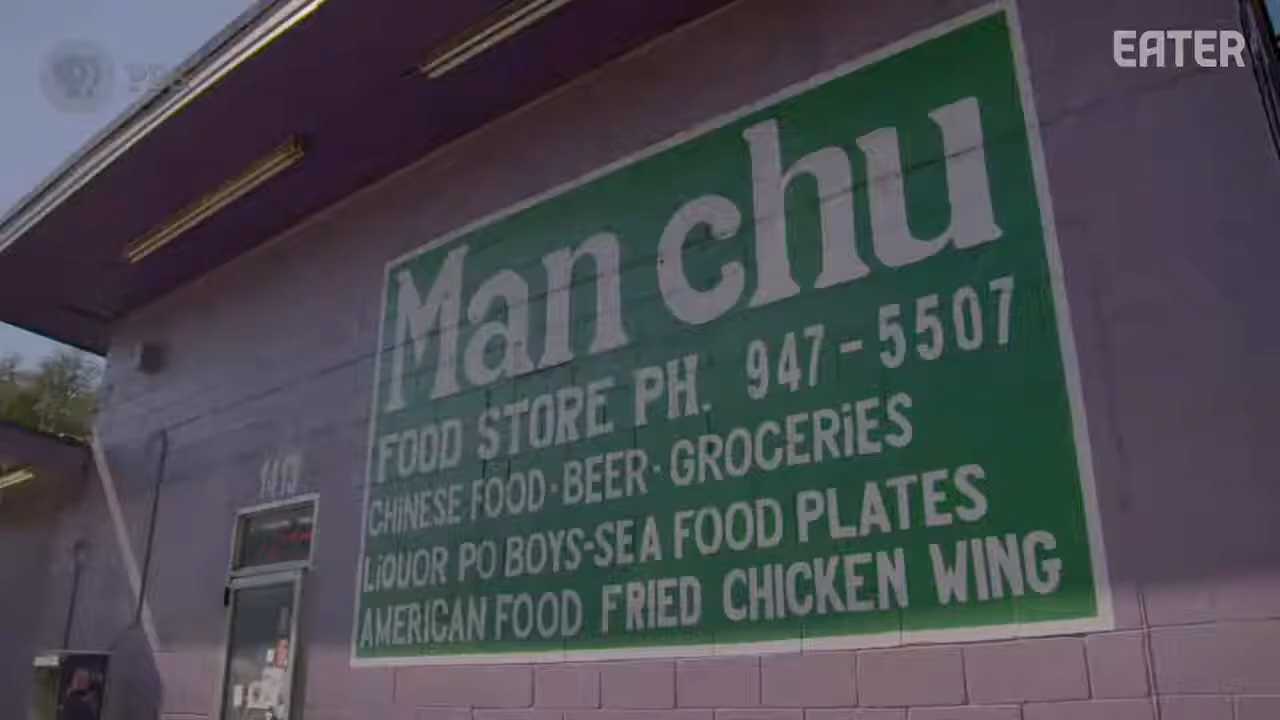 PBS
EATER
Man chu
FOOD STORE PH. 947-5507
CHINESE FOOD·BEER·GROCERiES
LiQUOR PO BOYS-SEA FOOD PLATES
AMERICAN FOOD FRIED CHICKEN WING